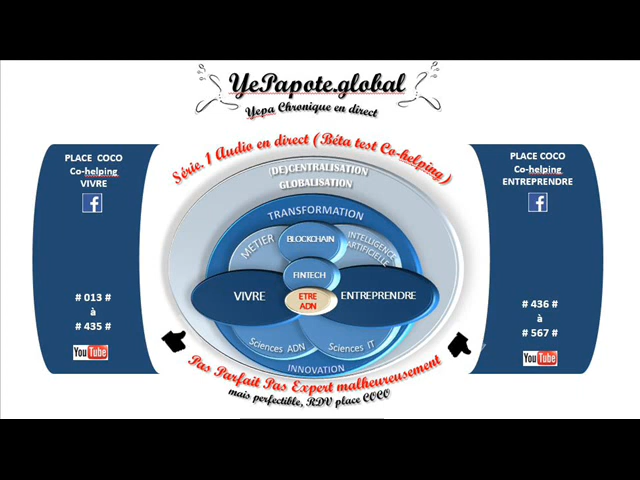 YePapote.global
Yepa Chronique en direct
Série. 1 Audio en direct (Béta test Co-helping)
PLACE COCO
Co-helping
VIVRE
# 013 #
à
# 435 #
YouTube
(DE)CENTRALISATION
GLOBALISATION
TRANSFORMATION
METIER
BLOCKCHAIN
INTELLIGENCE
ARTIFICIELLE
FINTECH
VIVRE
ETRE
ADN
ENTREPRENDRE
Sciences ADN
Sciences IT
INNOVATION
Pas Parfait Pas Expert malheureusement
mais perfectible, RDV place COCO
PLACE COCO
Co-helping
ENTREPRENDRE
# 436 #
à
# 567 #
YouTube